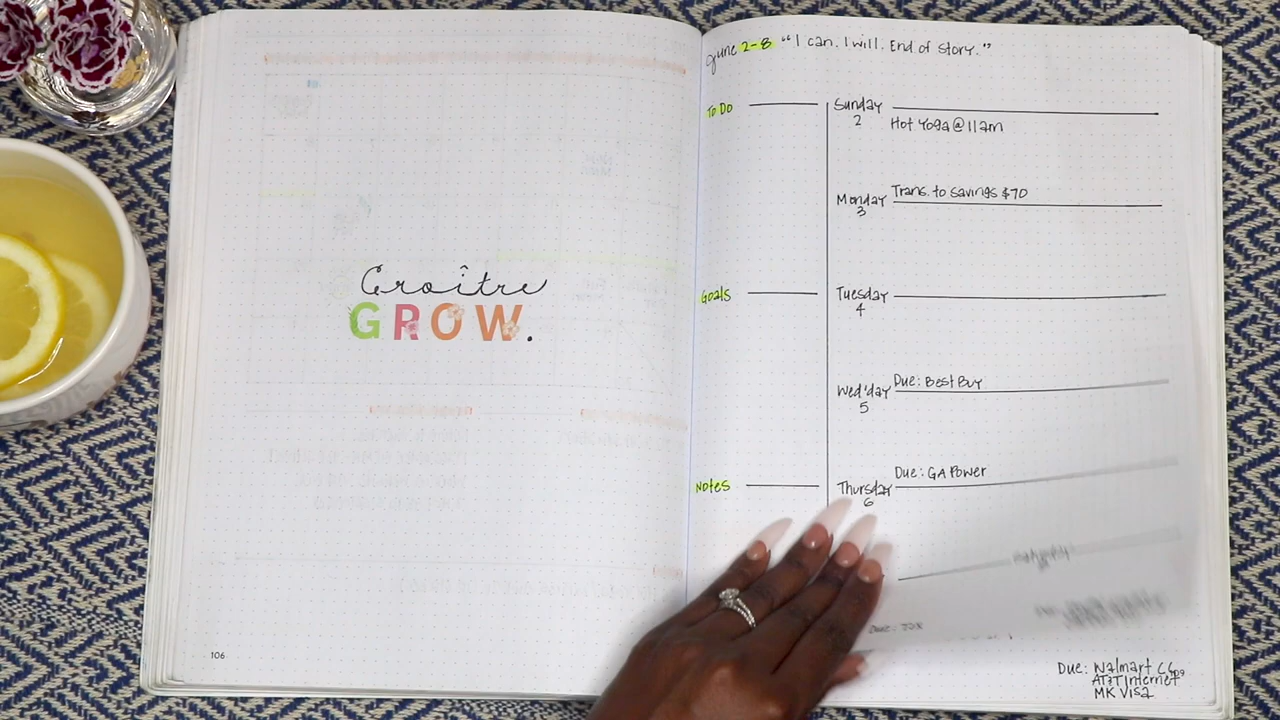 Croître
GROW.
106
June 2-8 "I can. I will. End of story."
To Do
Goals
Notes
Sunday
2
Hot Yoga @ 11am
Monday
3
Trans. to savings $70
Tuesday
4
Wed'day
5
Due: Best Buy
Thursday
6
Due: GA Power
Due: Walmart CC
AT&T Internet
MK Visa